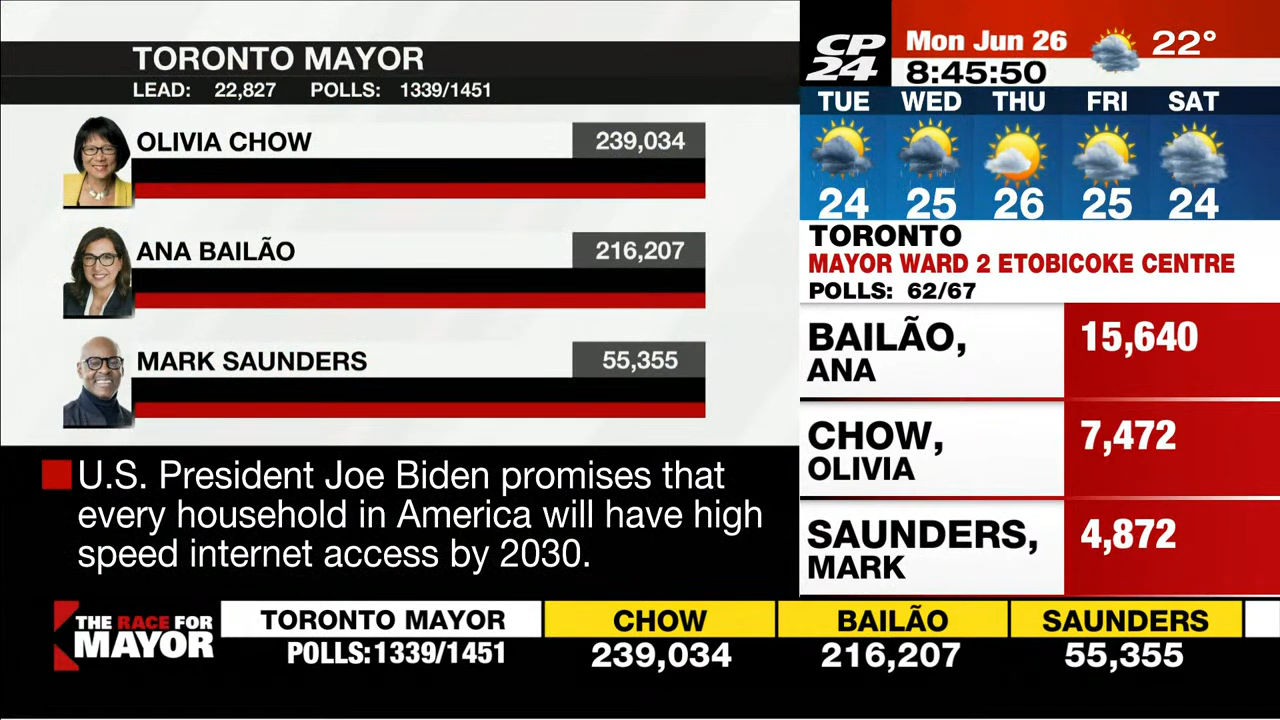 TORONTO MAYOR
LEAD: 22,827 POLLS: 1339/1451
OLIVIA CHOW 239,034
ANA BAILÃO 216,207
MARK SAUNDERS 55,355
U.S. President Joe Biden promises that
every household in America will have high
speed internet access by 2030.
CP
24
Mon Jun 26 22°
8:45:50
TUE WED THU FRI SAT
24 25 26 25 24
TORONTO
MAYOR WARD 2 ETOBICOKE CENTRE
POLLS: 62/67
BAILÃO, 15,640
ANA
CHOW, 7,472
OLIVIA
SAUNDERS, 4,872
MARK
THE RACE FOR
MAYOR
TORONTO MAYOR CHOW BAILÃO SAUNDERS
POLLS:1339/1451 239,034 216,207 55,355